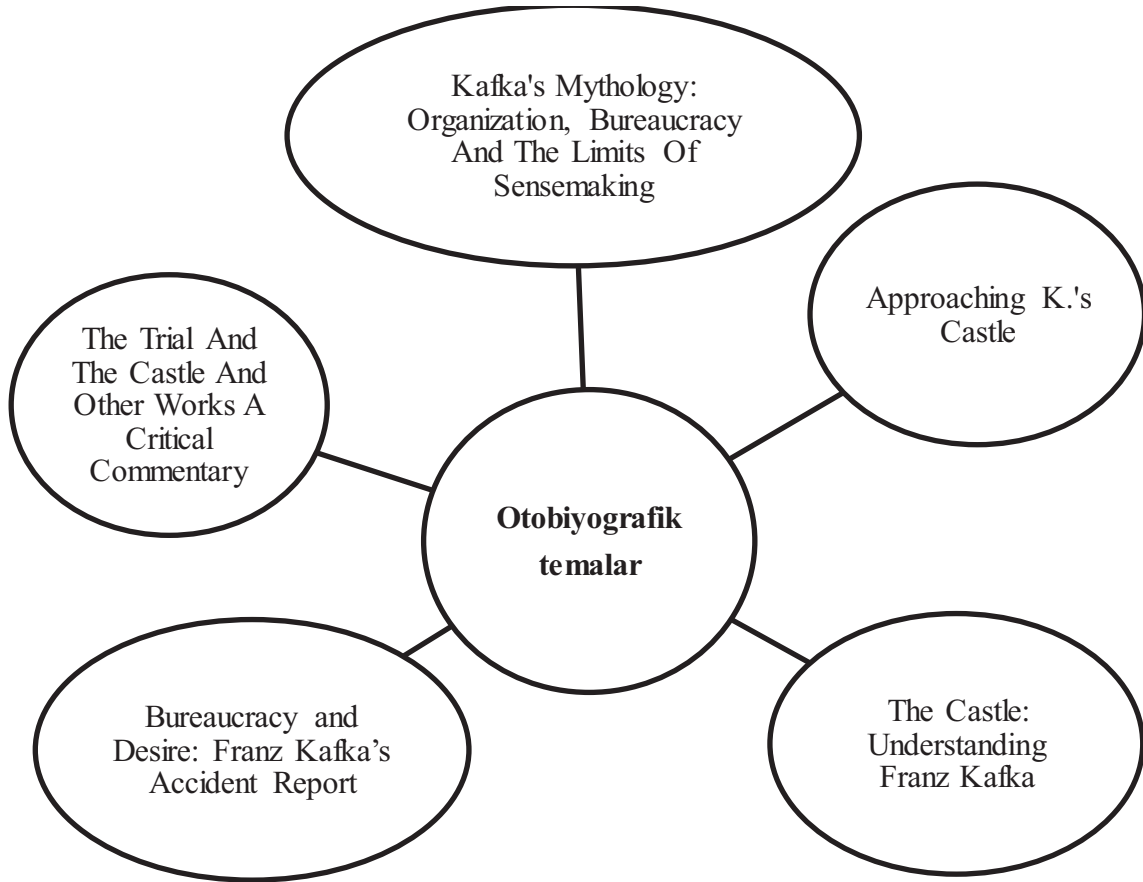 Kafka's Mythology:
Organization, Bureaucracy
And The Limits Of
Sensemaking
Approaching K.'s
Castle
The Trial And
The Castle And
Other Works A
Critical
Commentary
Otobiyografik
temalar
Bureaucracy and
Desire: Franz Kafka’s
Accident Report
The Castle:
Understanding
Franz Kafka